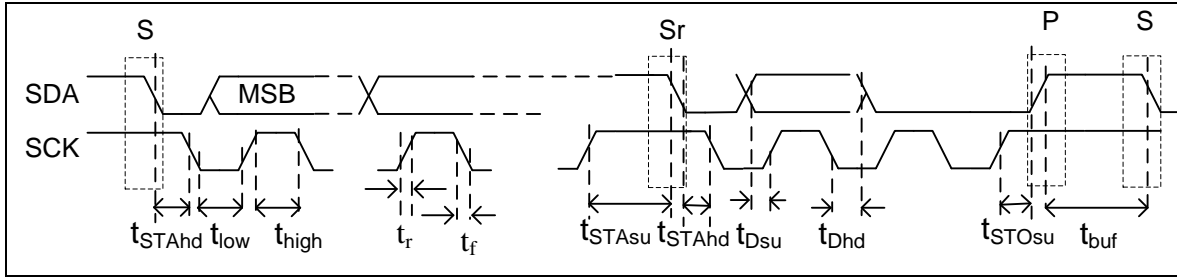 S Sr P S
SDA MSB
SCK
tSTAhd tlow thigh tr tf tSTAsu tSTAhd tDsu tDhd tSTOsu tbuf